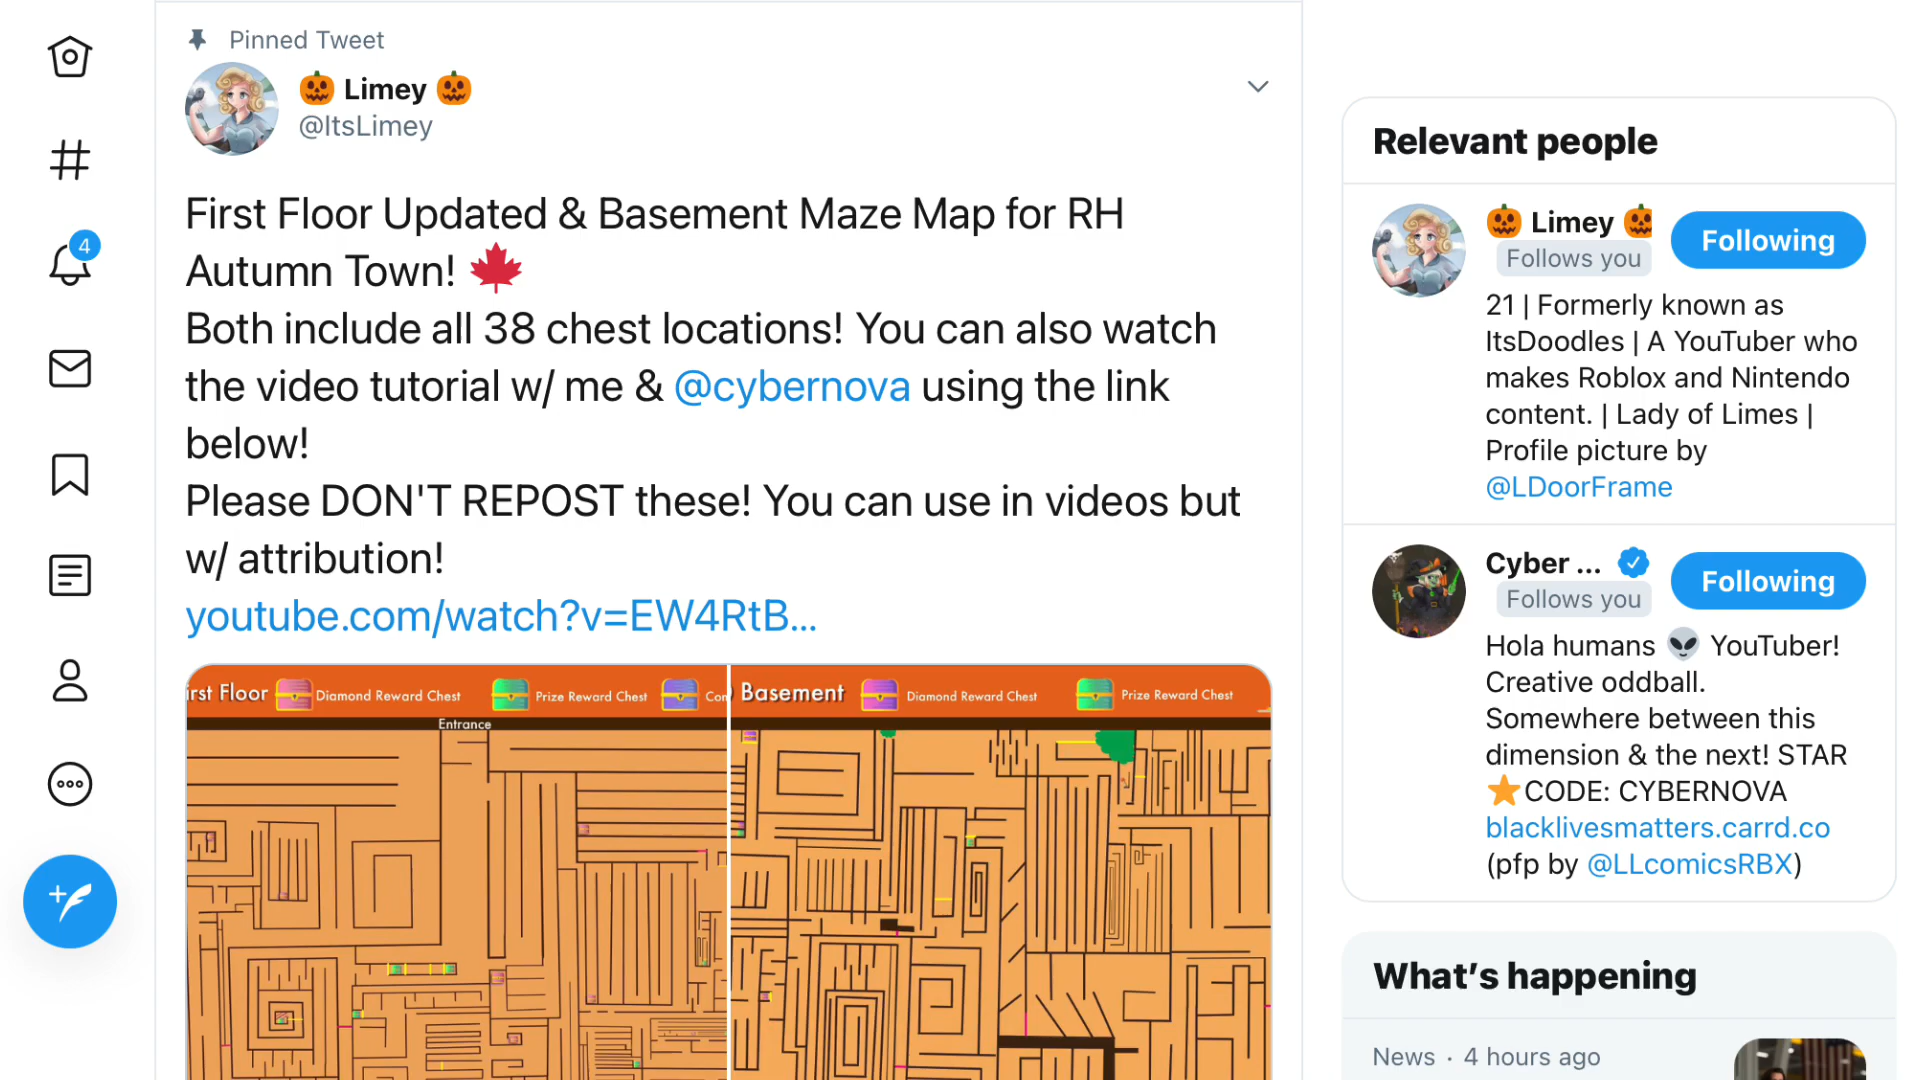 Pinned Tweet
🎃 Limey 🎃
@ItsLimey
4
First Floor Updated & Basement Maze Map for RH
Autumn Town! 🍁
Both include all 38 chest locations! You can also watch
the video tutorial w/ me & @cybernova using the link
below!
Please DON'T REPOST these! You can use in videos but
w/ attribution!
youtube.com/watch?v=EW4RtB...
irst Floor Diamond Reward Chest Prize Reward Chest Con
Entrance
Basement Diamond Reward Chest Prize Reward Chest
Relevant people
🎃 Limey 🎃
Following
Follows you
21 | Formerly known as
ItsDoodles | A YouTuber who
makes Roblox and Nintendo
content. | Lady of Limes |
Profile picture by
@LDoorFrame
Cyber ...
Following
Follows you
Hola humans 👽 YouTuber!
Creative oddball.
Somewhere between this
dimension & the next! STAR
⭐CODE: CYBERNOVA
blacklivesmatters.carrd.co
(pfp by @LLcomicsRBX)
What's happening
News · 4 hours ago